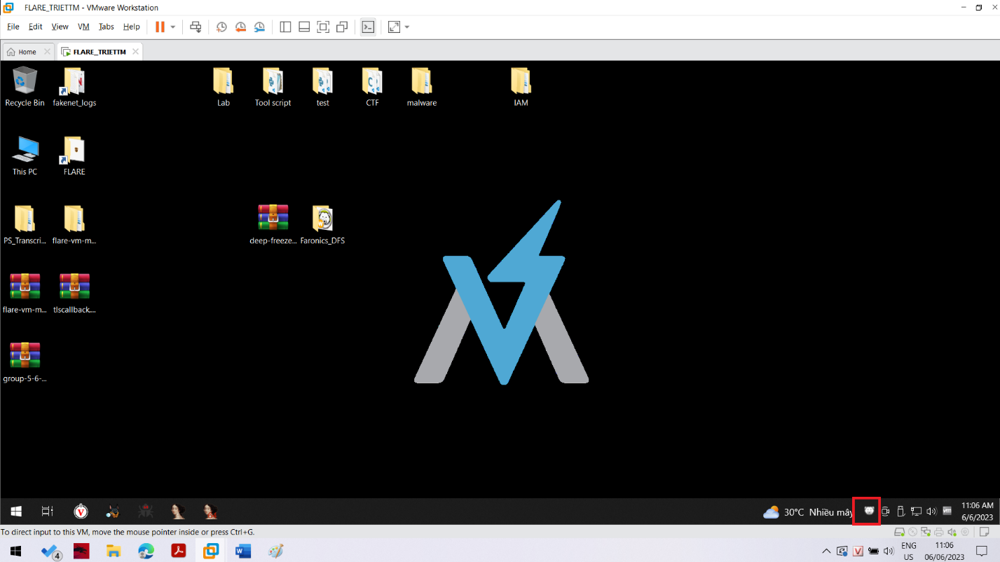 FLARE_TRIETTM - VMware Workstation
File Edit View VM Tabs Help
Home FLARE_TRIETTM
Recycle Bin fakenet_logs Lab Tool script test CTF malware IAM
This PC FLARE
PS_Transcri... flare-vm-m... deep-freeze... Faronics_DFS
flare-vm-m... tlscallback....
group-5-6-...
30°C Nhiều mây
vm
11:06 AM
6/6/2023
To direct input to this VM, move the mouse pointer inside or press Ctrl+G.
4
ENG
US
11:06
06/06/2023